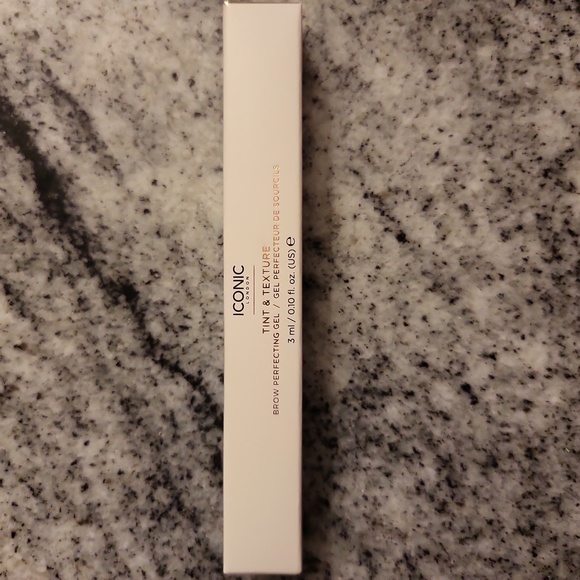 ICONIC
LONDON
TINT & TEXTURE
BROW PERFECTING GEL / GEL PERFECTEUR DE SOURCILS
3 ml / 0.10 fl. oz. (US) ℮